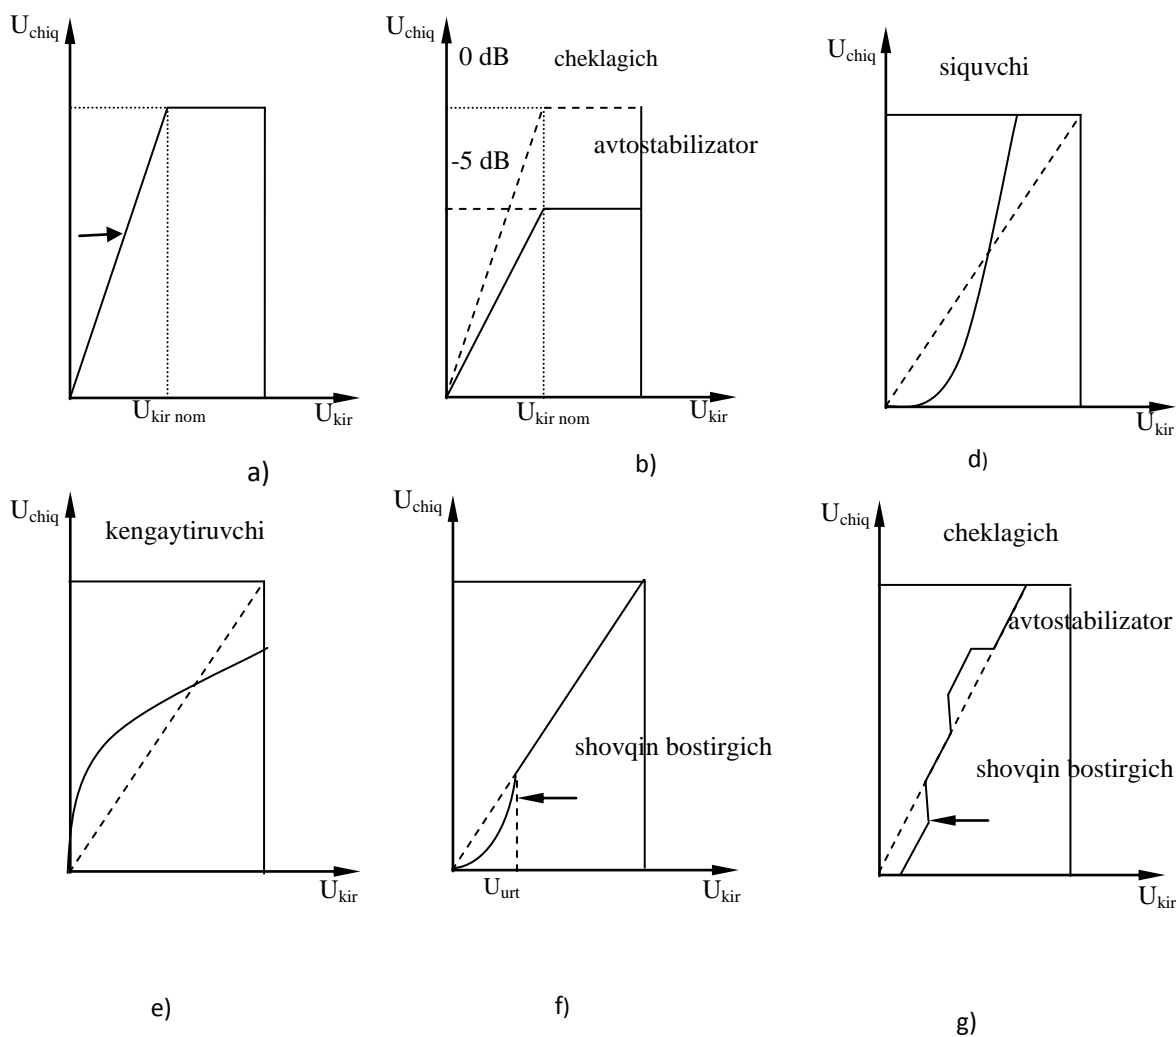 U_chiq
U_kir nom
U_kir
a)
U_chiq
0 dB
cheklagich
avtostabilizator
-5 dB
U_kir nom
U_kir
b)
U_chiq
siquvchi
U_kir
d)
U_chiq
kengaytiruvchi
U_kir
e)
U_chiq
shovqin bostirgich
U_urt
U_kir
f)
U_chiq
cheklagich
avtostabilizator
shovqin bostirgich
U_kir
g)